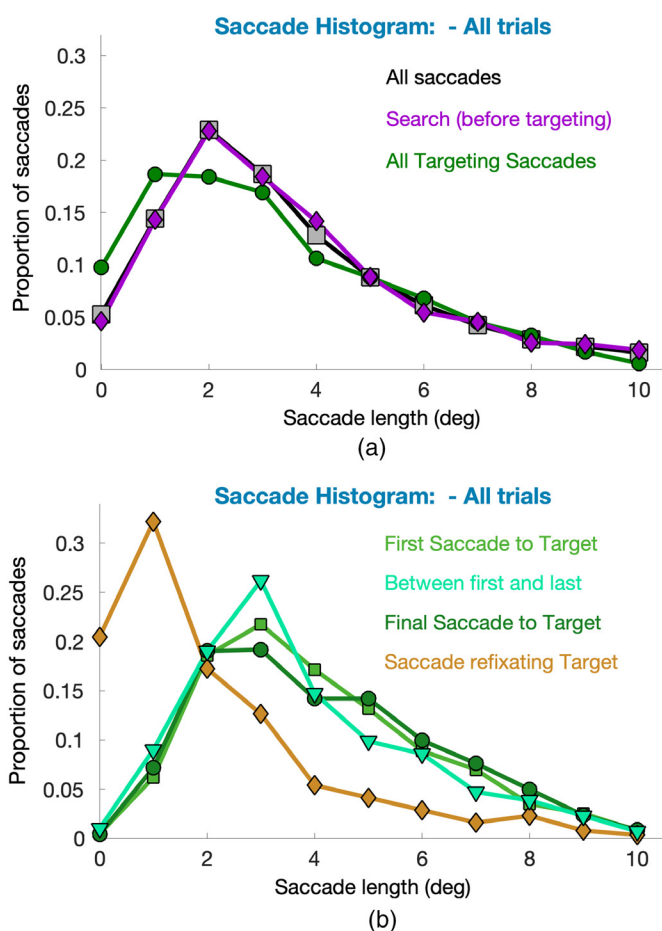 Saccade Histogram:  - All trials
0.3
0.25
0.2
0.15
0.1
0.05
0
Proportion of saccades
All saccades
Search (before targeting)
All Targeting Saccades
0 2 4 6 8 10
Saccade length (deg)
(a)
Saccade Histogram:  - All trials
0.3
0.25
0.2
0.15
0.1
0.05
0
Proportion of saccades
First Saccade to Target
Between first and last
Final Saccade to Target
Saccade refixating Target
0 2 4 6 8 10
Saccade length (deg)
(b)